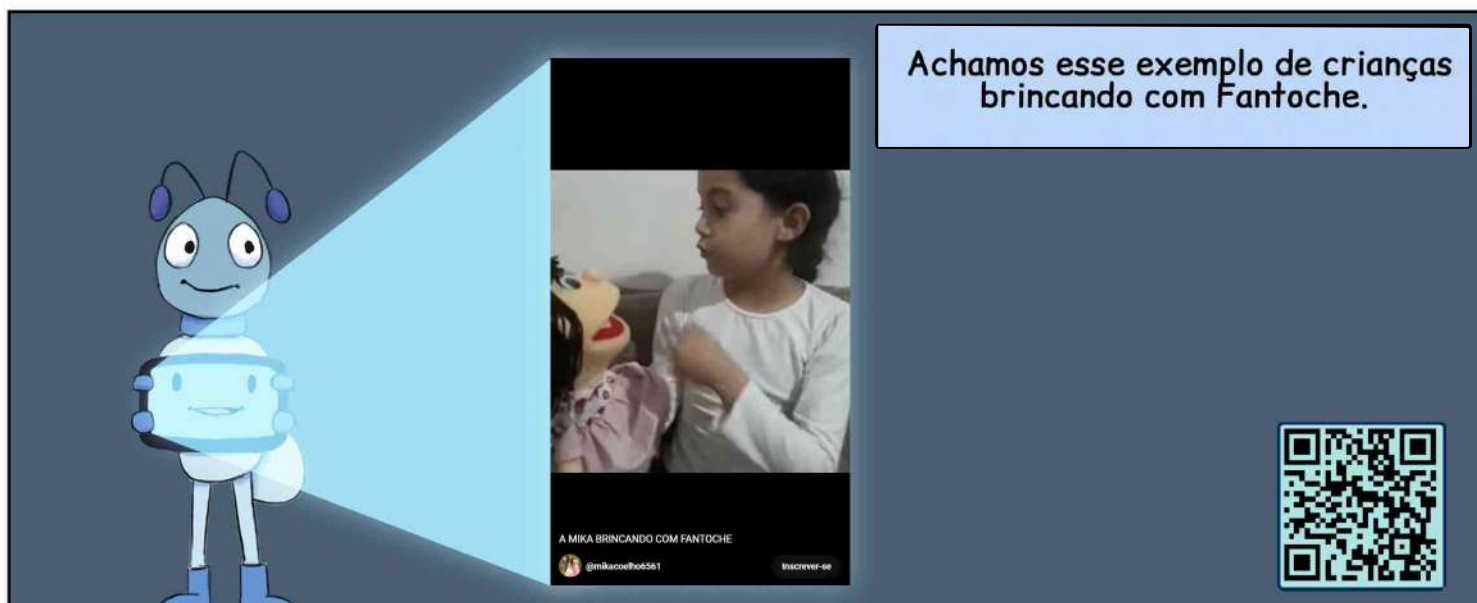 Achamos esse exemplo de crianças
brincando com Fantoche.
A MIKA BRINCANDO COM FANTOCHE
@mikacoelho6561
Inscrever-se